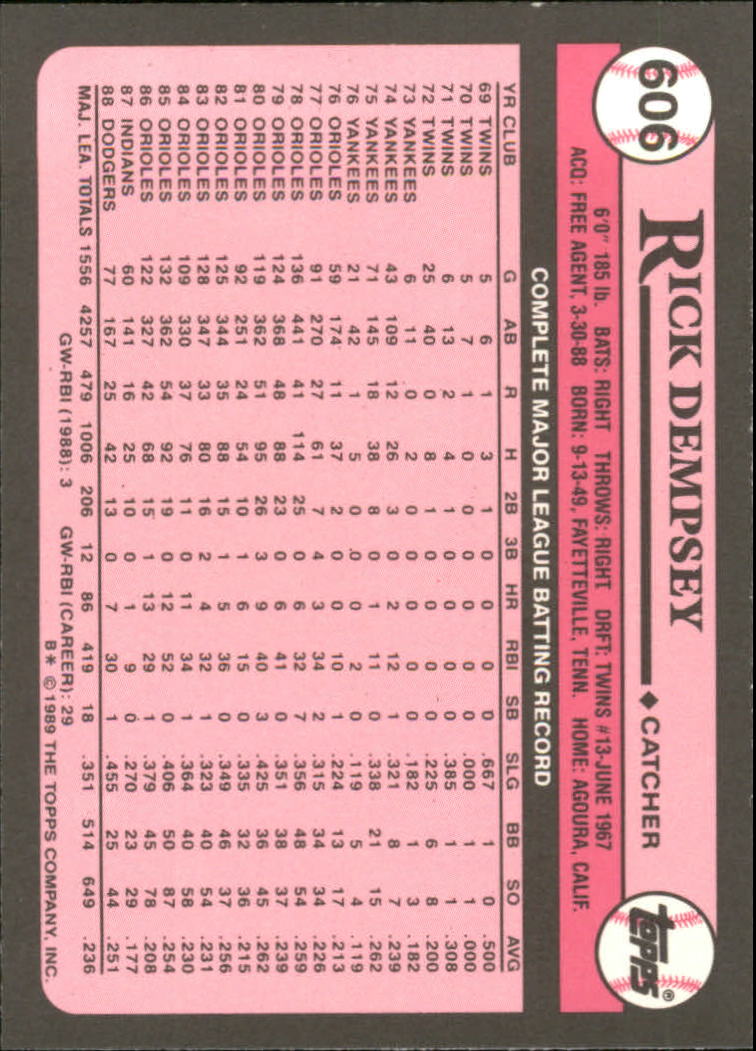 606
RICK DEMPSEY ◆ CATCHER
topps®
6'0" 185 lb. BATS: RIGHT THROWS: RIGHT DRFT: TWINS #13-JUNE 1967
ACQ: FREE AGENT, 3-30-88 BORN: 9-13-49, FAYETTEVILLE, TENN. HOME: AGOURA, CALIF.
COMPLETE MAJOR LEAGUE BATTING RECORD
YR CLUB G AB R H 2B 3B HR RBI SB SLG BB SO AVG
69 TWINS 5 6 1 3 1 0 0 0 0 .667 1 0 .500
70 TWINS 5 7 1 0 0 0 0 0 0 .000 1 1 .000
71 TWINS 6 13 2 4 1 0 0 0 0 .385 1 1 .308
72 TWINS 25 40 0 8 1 0 0 0 0 .225 6 8 .200
73 YANKEES 6 11 0 2 0 0 0 0 0 .182 1 3 .182
74 YANKEES 43 109 12 26 3 0 2 12 1 .321 8 7 .239
75 YANKEES 71 145 18 38 8 0 1 11 0 .338 21 15 .262
76 YANKEES 21 42 1 5 0 0 0 2 0 .119 5 4 .119
76 ORIOLES 59 174 11 37 2 0 0 10 1 .224 13 17 .213
77 ORIOLES 91 270 27 61 7 4 3 34 2 .315 34 34 .226
78 ORIOLES 136 441 41 114 25 0 6 32 7 .356 48 54 .259
79 ORIOLES 124 368 48 88 23 0 6 41 0 .351 38 37 .239
80 ORIOLES 119 362 51 95 26 3 9 40 3 .425 36 45 .262
81 ORIOLES 92 251 24 54 10 1 6 15 0 .335 32 36 .215
82 ORIOLES 125 344 35 88 15 1 5 36 0 .349 46 37 .256
83 ORIOLES 128 347 33 80 16 2 4 32 1 .323 40 54 .231
84 ORIOLES 109 330 37 76 11 0 11 34 1 .364 40 58 .230
85 ORIOLES 132 362 54 92 19 0 12 52 0 .406 50 87 .254
86 ORIOLES 122 327 42 68 15 1 13 29 1 .379 45 78 .208
87 INDIANS 60 141 16 25 10 0 1 9 0 .270 23 29 .177
88 DODGERS 77 167 25 42 13 0 7 30 1 .455 25 44 .251
MAJ. LEA. TOTALS 1556 4257 479 1006 206 12 86 419 18 .351 514 649 .236
GW-RBI (1988): 3 GW-RBI (CAREER): 29
B* © 1989 THE TOPPS COMPANY, INC.